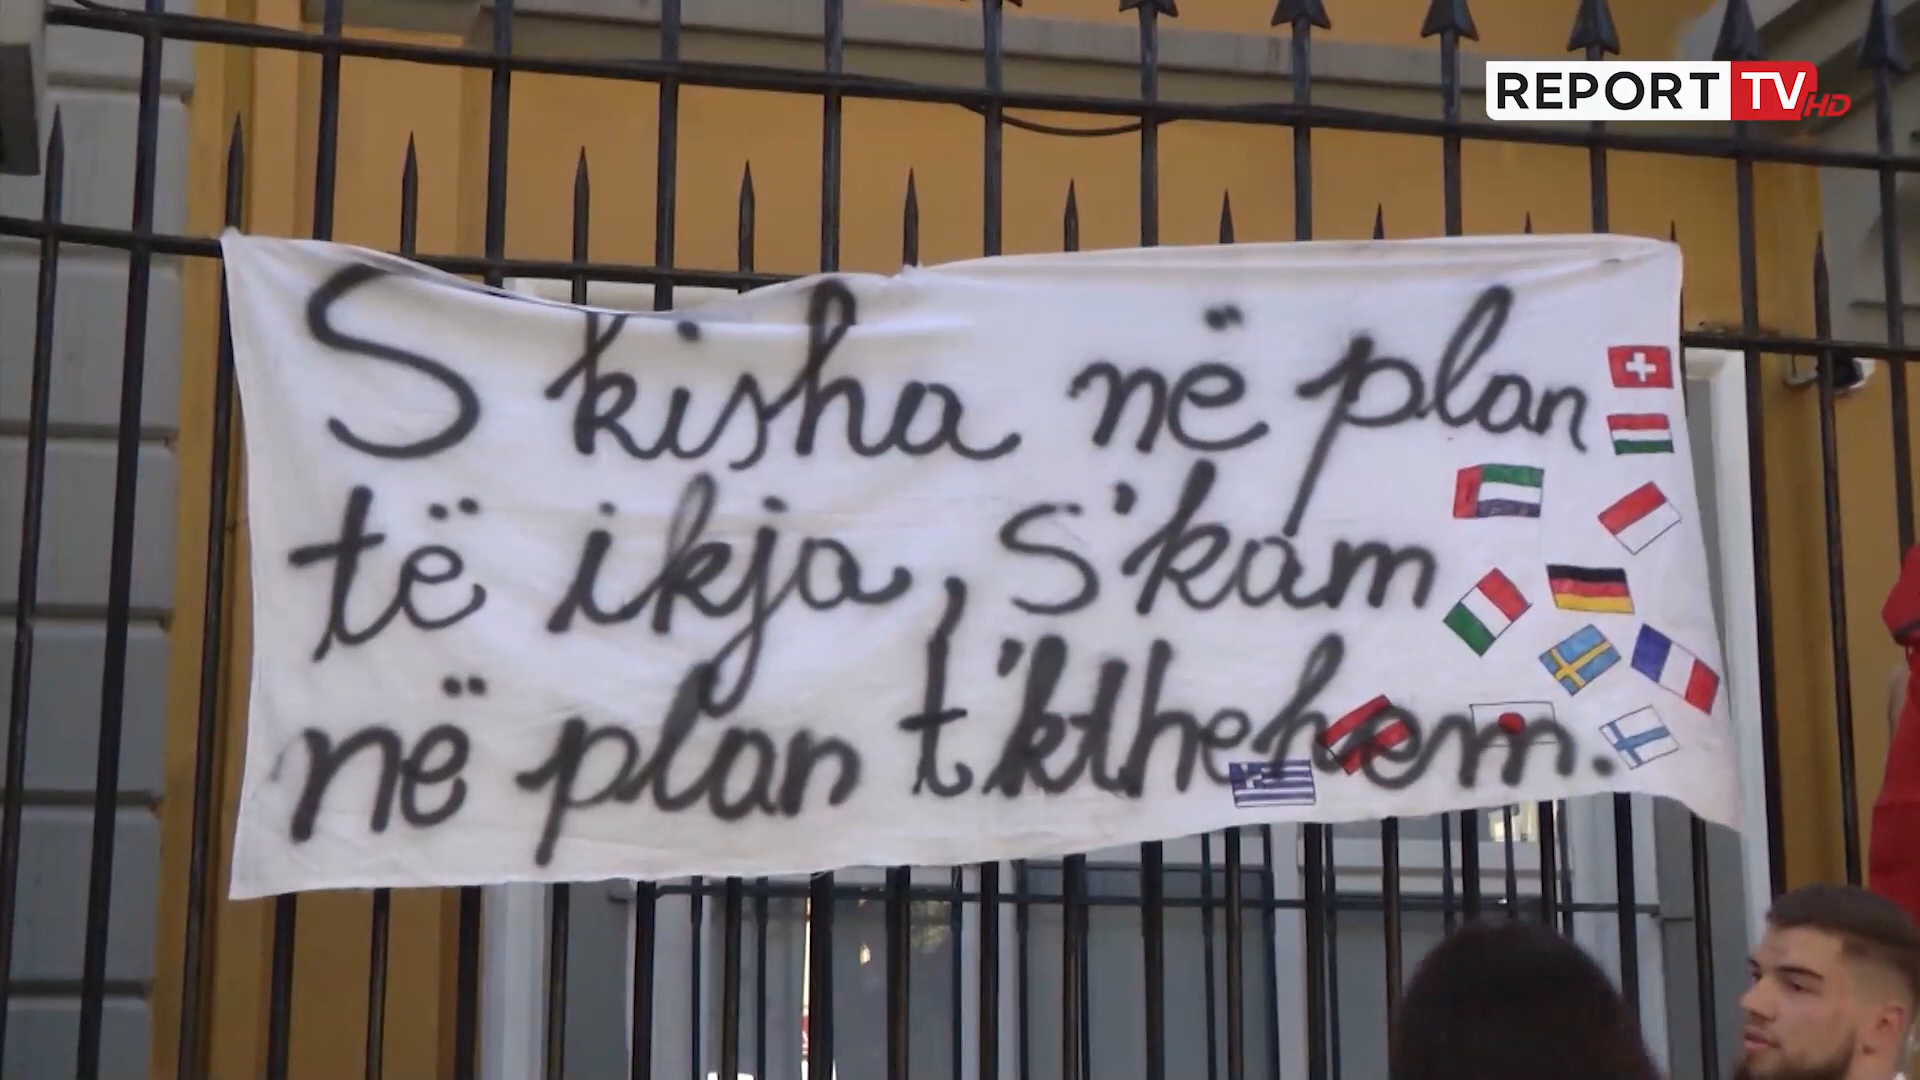 REPORT TV HD
S kisha në plan
të ikja, S'kam
në plan t'kthehem.